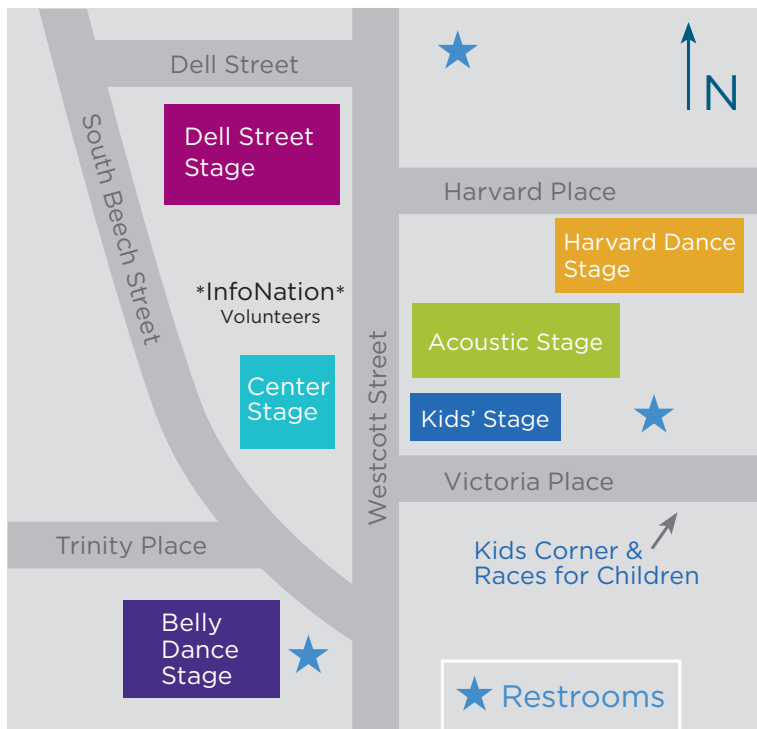 Dell Street
N
South Beech Street
Dell Street
Stage
Harvard Place
Harvard Dance
Stage
*InfoNation*
Volunteers
Westcott Street
Acoustic Stage
Center
Stage
Kids’ Stage
Victoria Place
Trinity Place
Kids Corner &
Races for Children
Belly
Dance
Stage
Restrooms